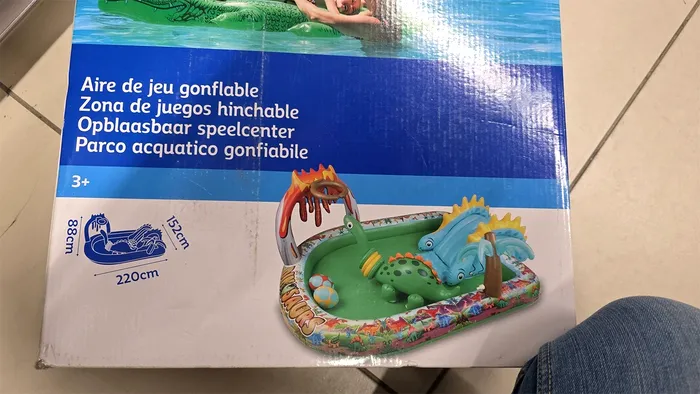 Aire de jeu gonflable
Zona de juegos hinchable
Opblaasbaar speelcenter
Parco acquatico gonfiabile
3+
88cm
152cm
220cm